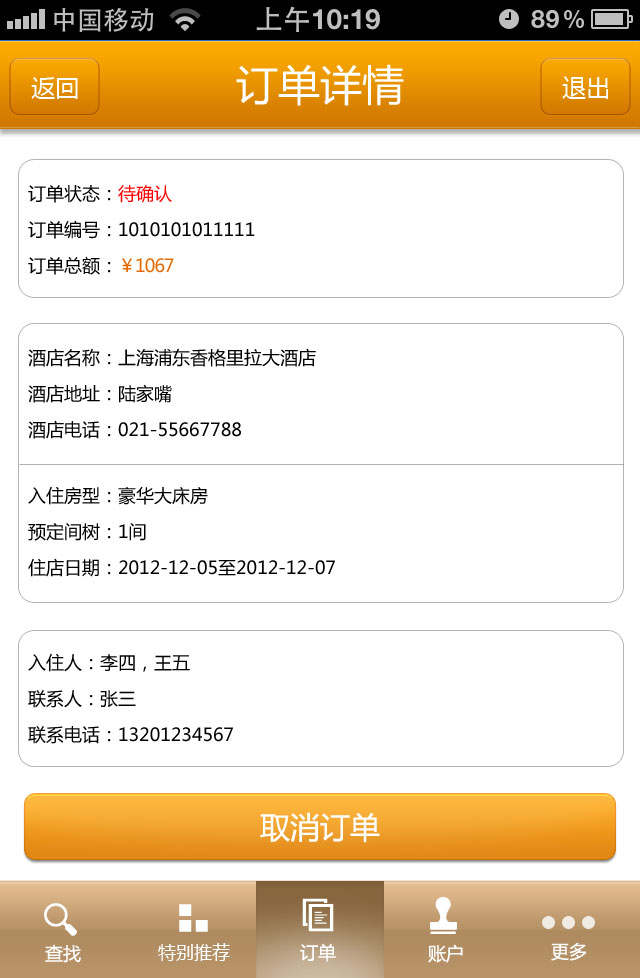 中国移动 上午10:19 89%
返回 订单详情 退出
订单状态：待确认
订单编号：1010101011111
订单总额：￥1067
酒店名称：上海浦东香格里拉大酒店
酒店地址：陆家嘴
酒店电话：021-55667788
入住房型：豪华大床房
预定间树：1间
住店日期：2012-12-05至2012-12-07
入住人：李四，王五
联系人：张三
联系电话：13201234567
取消订单
查找 特别推荐 订单 账户 更多